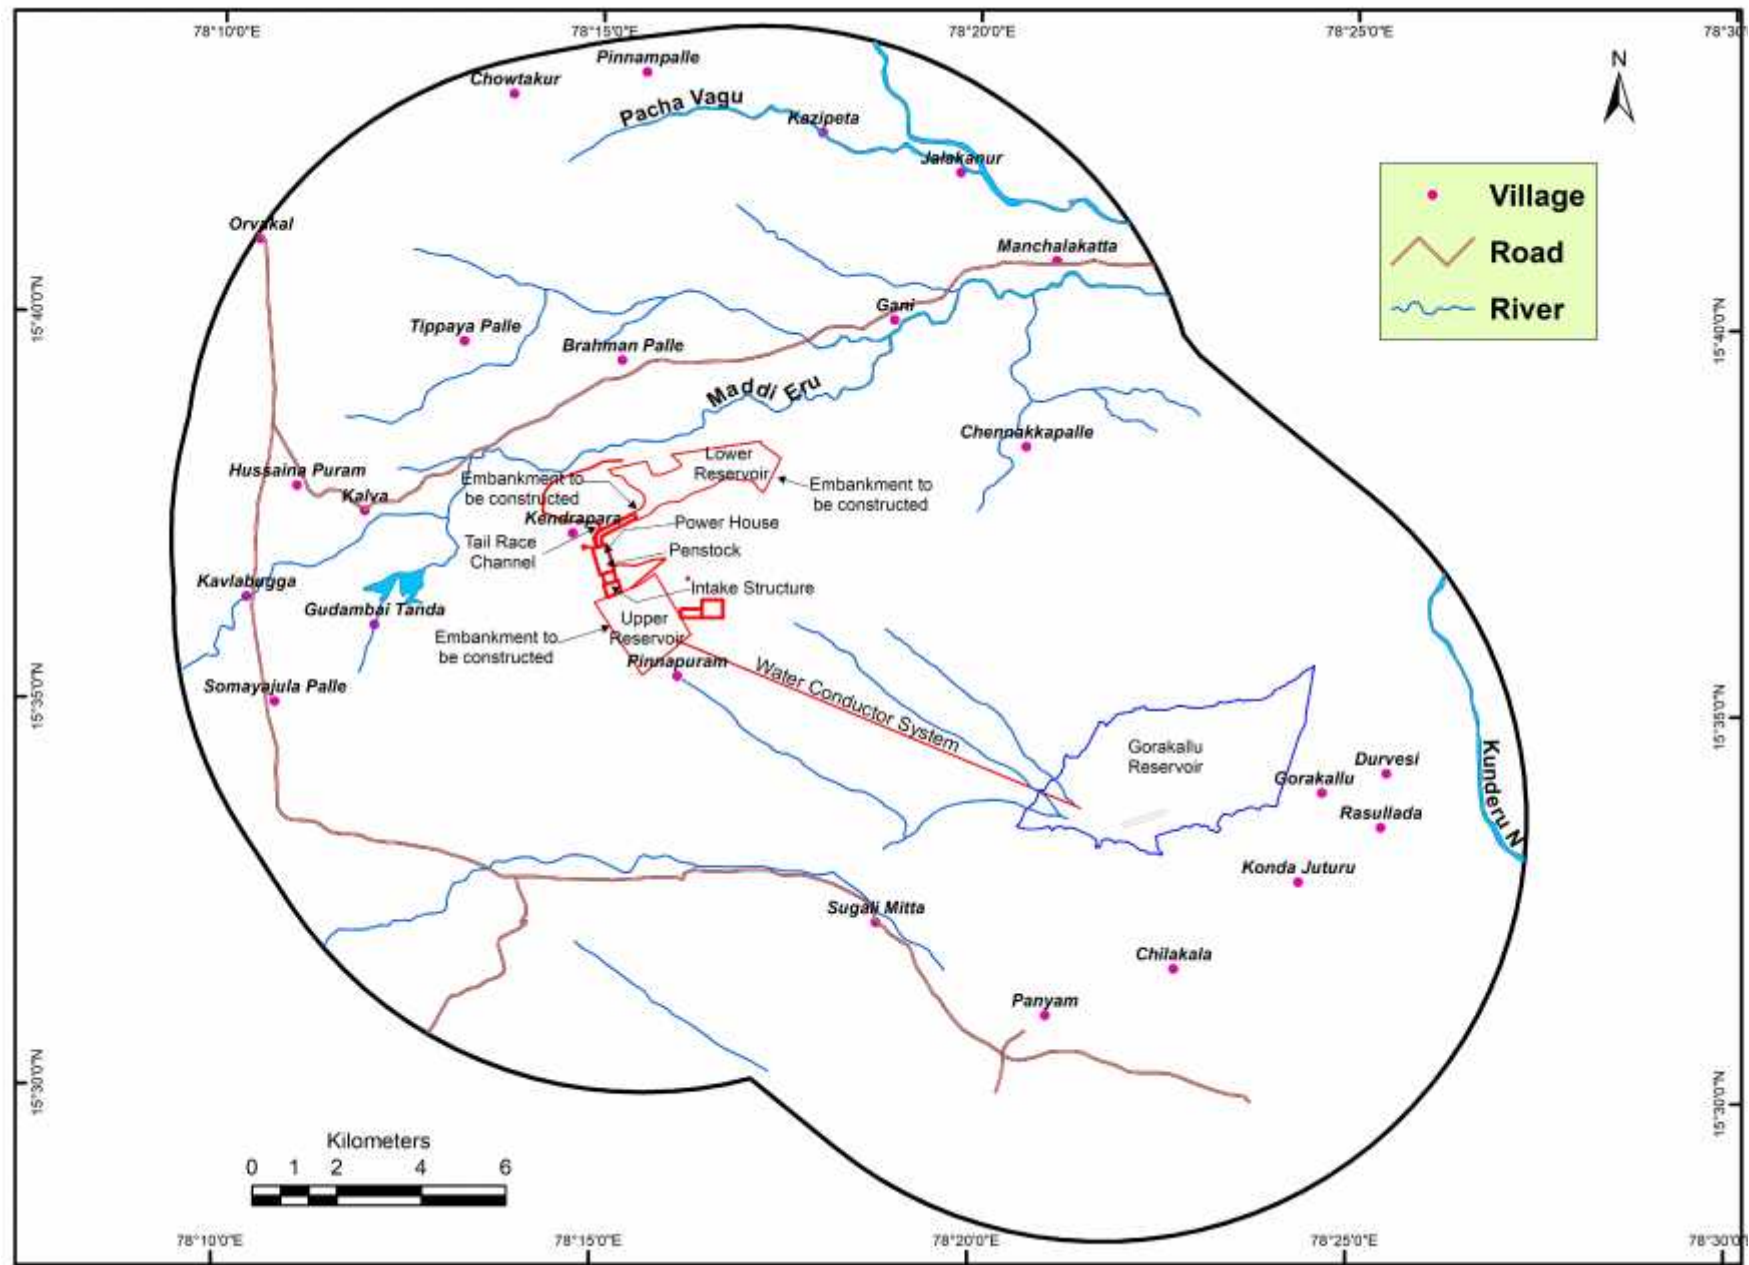 78°10'0"E
78°15'0"E
78°20'0"E
78°25'0"E
Pinnampalle
Chowtakur
N
Pacha Vagu
Kazipeta
Jalakanur
Village
Road
River
Orvakal
Manchalakatta
15°40'0"N
Gani
15°40'0"N
Tippaya Palle
Brahman Palle
Maddi Eru
Chennakkapalle
Lower
Reservoir
Hussaina Puram
Embankment to
be constructed
Embankment to
be constructed
Kalva
Kendrapara
Power House
Tail Race
Channel
Penstock
Kavlabugga
Intake Structure
Gudambai Tanda
Upper
Reservoir
Embankment to
be constructed
Pinnapuram
Water Conductor System
Somayajula Palle
15°35'0"N
15°35'0"N
Gorakallu
Reservoir
Kunderu N
Durvesi
Gorakallu
Rasullada
Konda Juturu
Sugali Mitta
Chilakala
Panyam
15°30'0"N
15°30'0"N
Kilometers
0 1 2 4 6
78°10'0"E
78°15'0"E
78°20'0"E
78°25'0"E